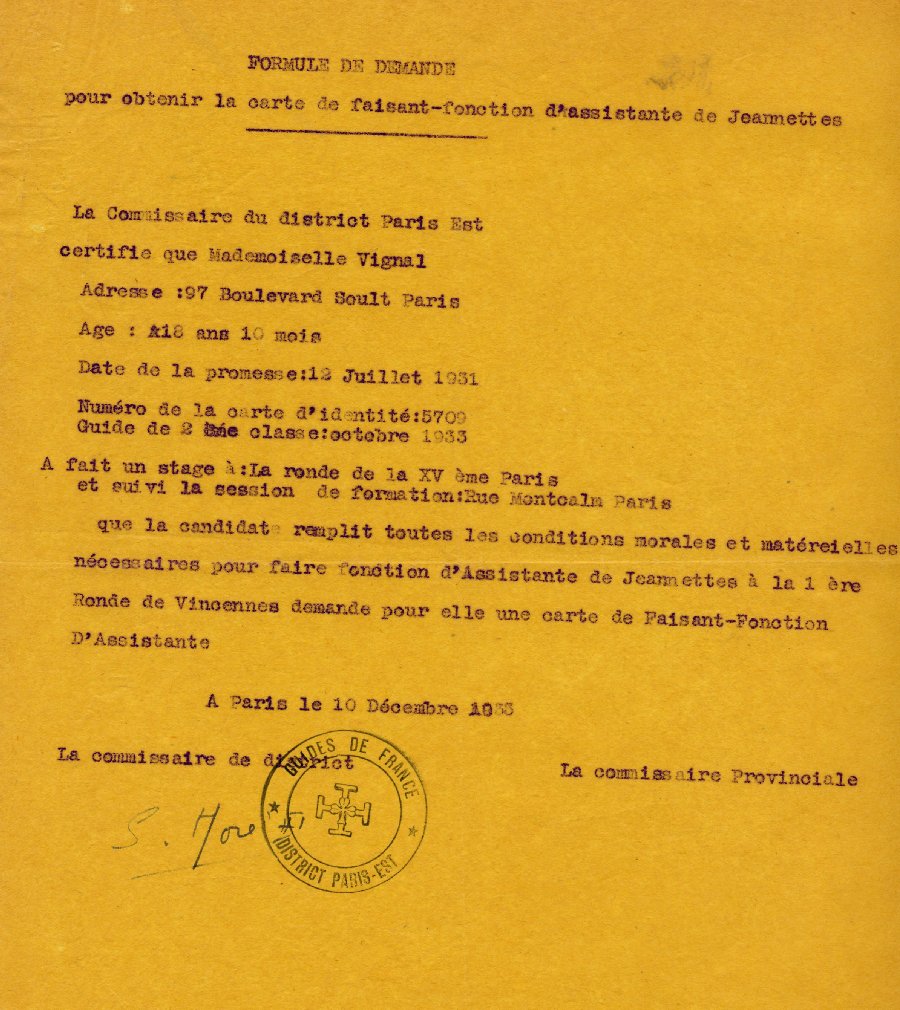 FORMULE DE DEMANDE
pour obtenir la carte de faisant-fonction d'assistante de Jeannettes
La Commissaire du district Paris Est
certifie que Mademoiselle Vignal
Adresse :97 Boulevard Soult Paris
Age : 18 ans 10 mois
Date de la promesse:12 Juillet 1931
Numéro de la carte d'identité:5709
Guide de 2 ème classe:octobre 1933
A fait un stage à:La ronde de la XV ème Paris
et suivi la session de formation:Rue Montcalm Paris
que la candidate remplit toutes les conditions morales et matéreielles
nécessaires pour faire fonction d'Assistante de Jeannettes à la 1 ère
Ronde de Vincennes demande pour elle une carte de Faisant-Fonction
D'Assistante
A Paris le 10 Décembre 1933
La commissaire de district
La commissaire Provinciale
S.
GUIDES DE FRANCE
DISTRICT PARIS-EST